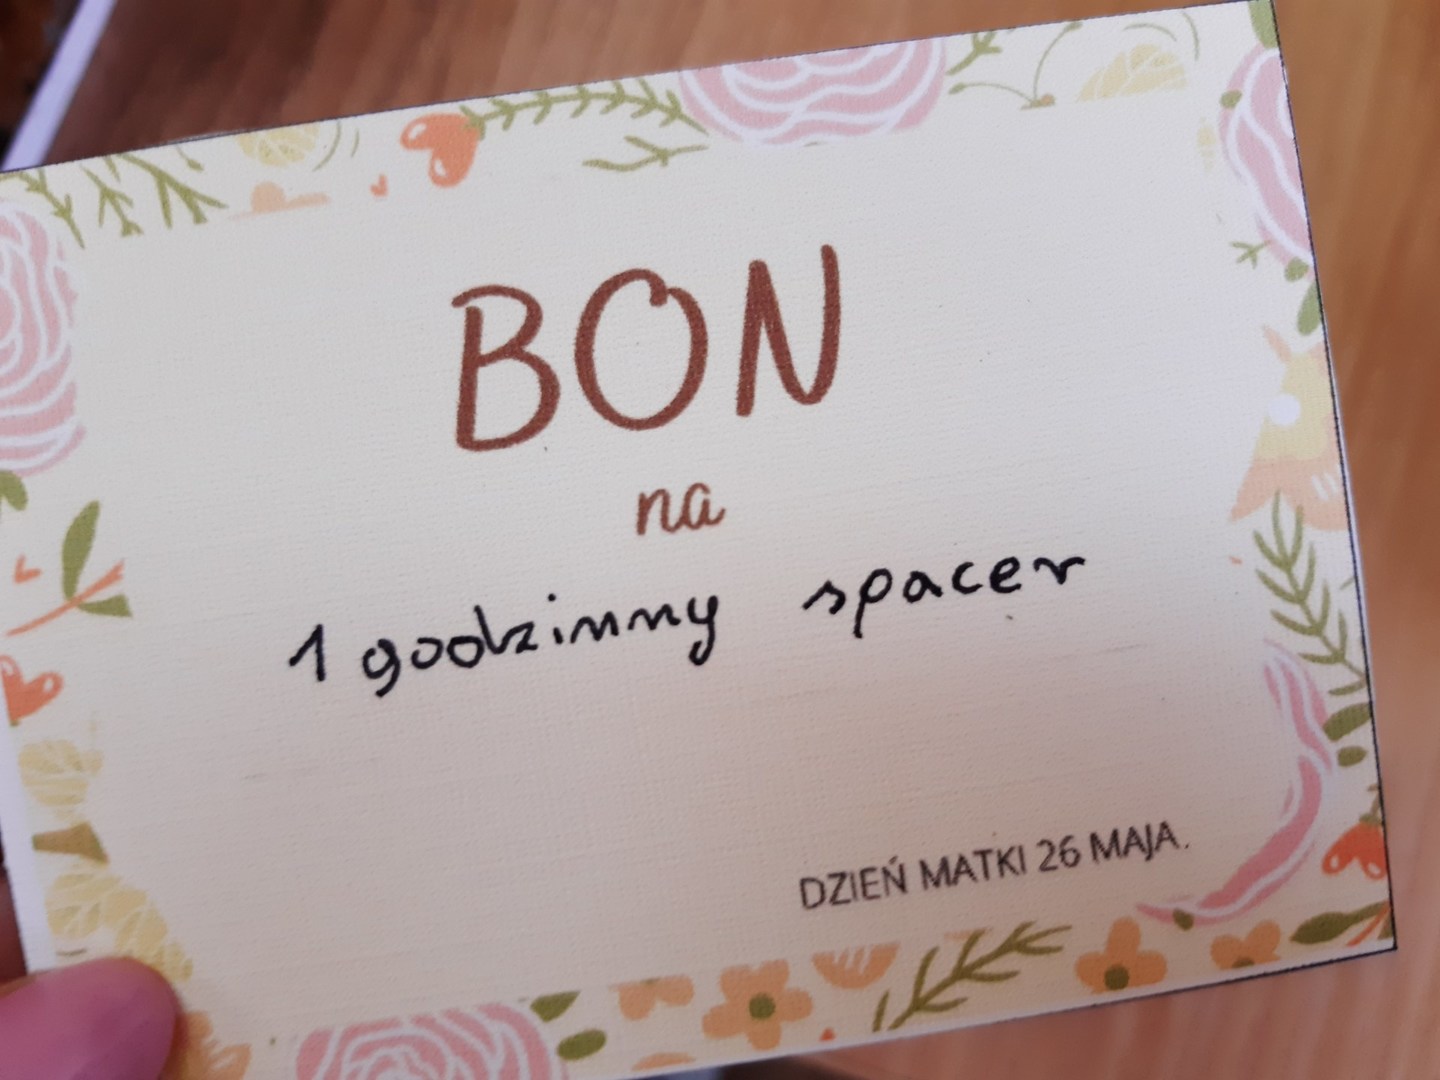 BON
na
1 godzinny spacer
DZIEŃ MATKI 26 MAJA.